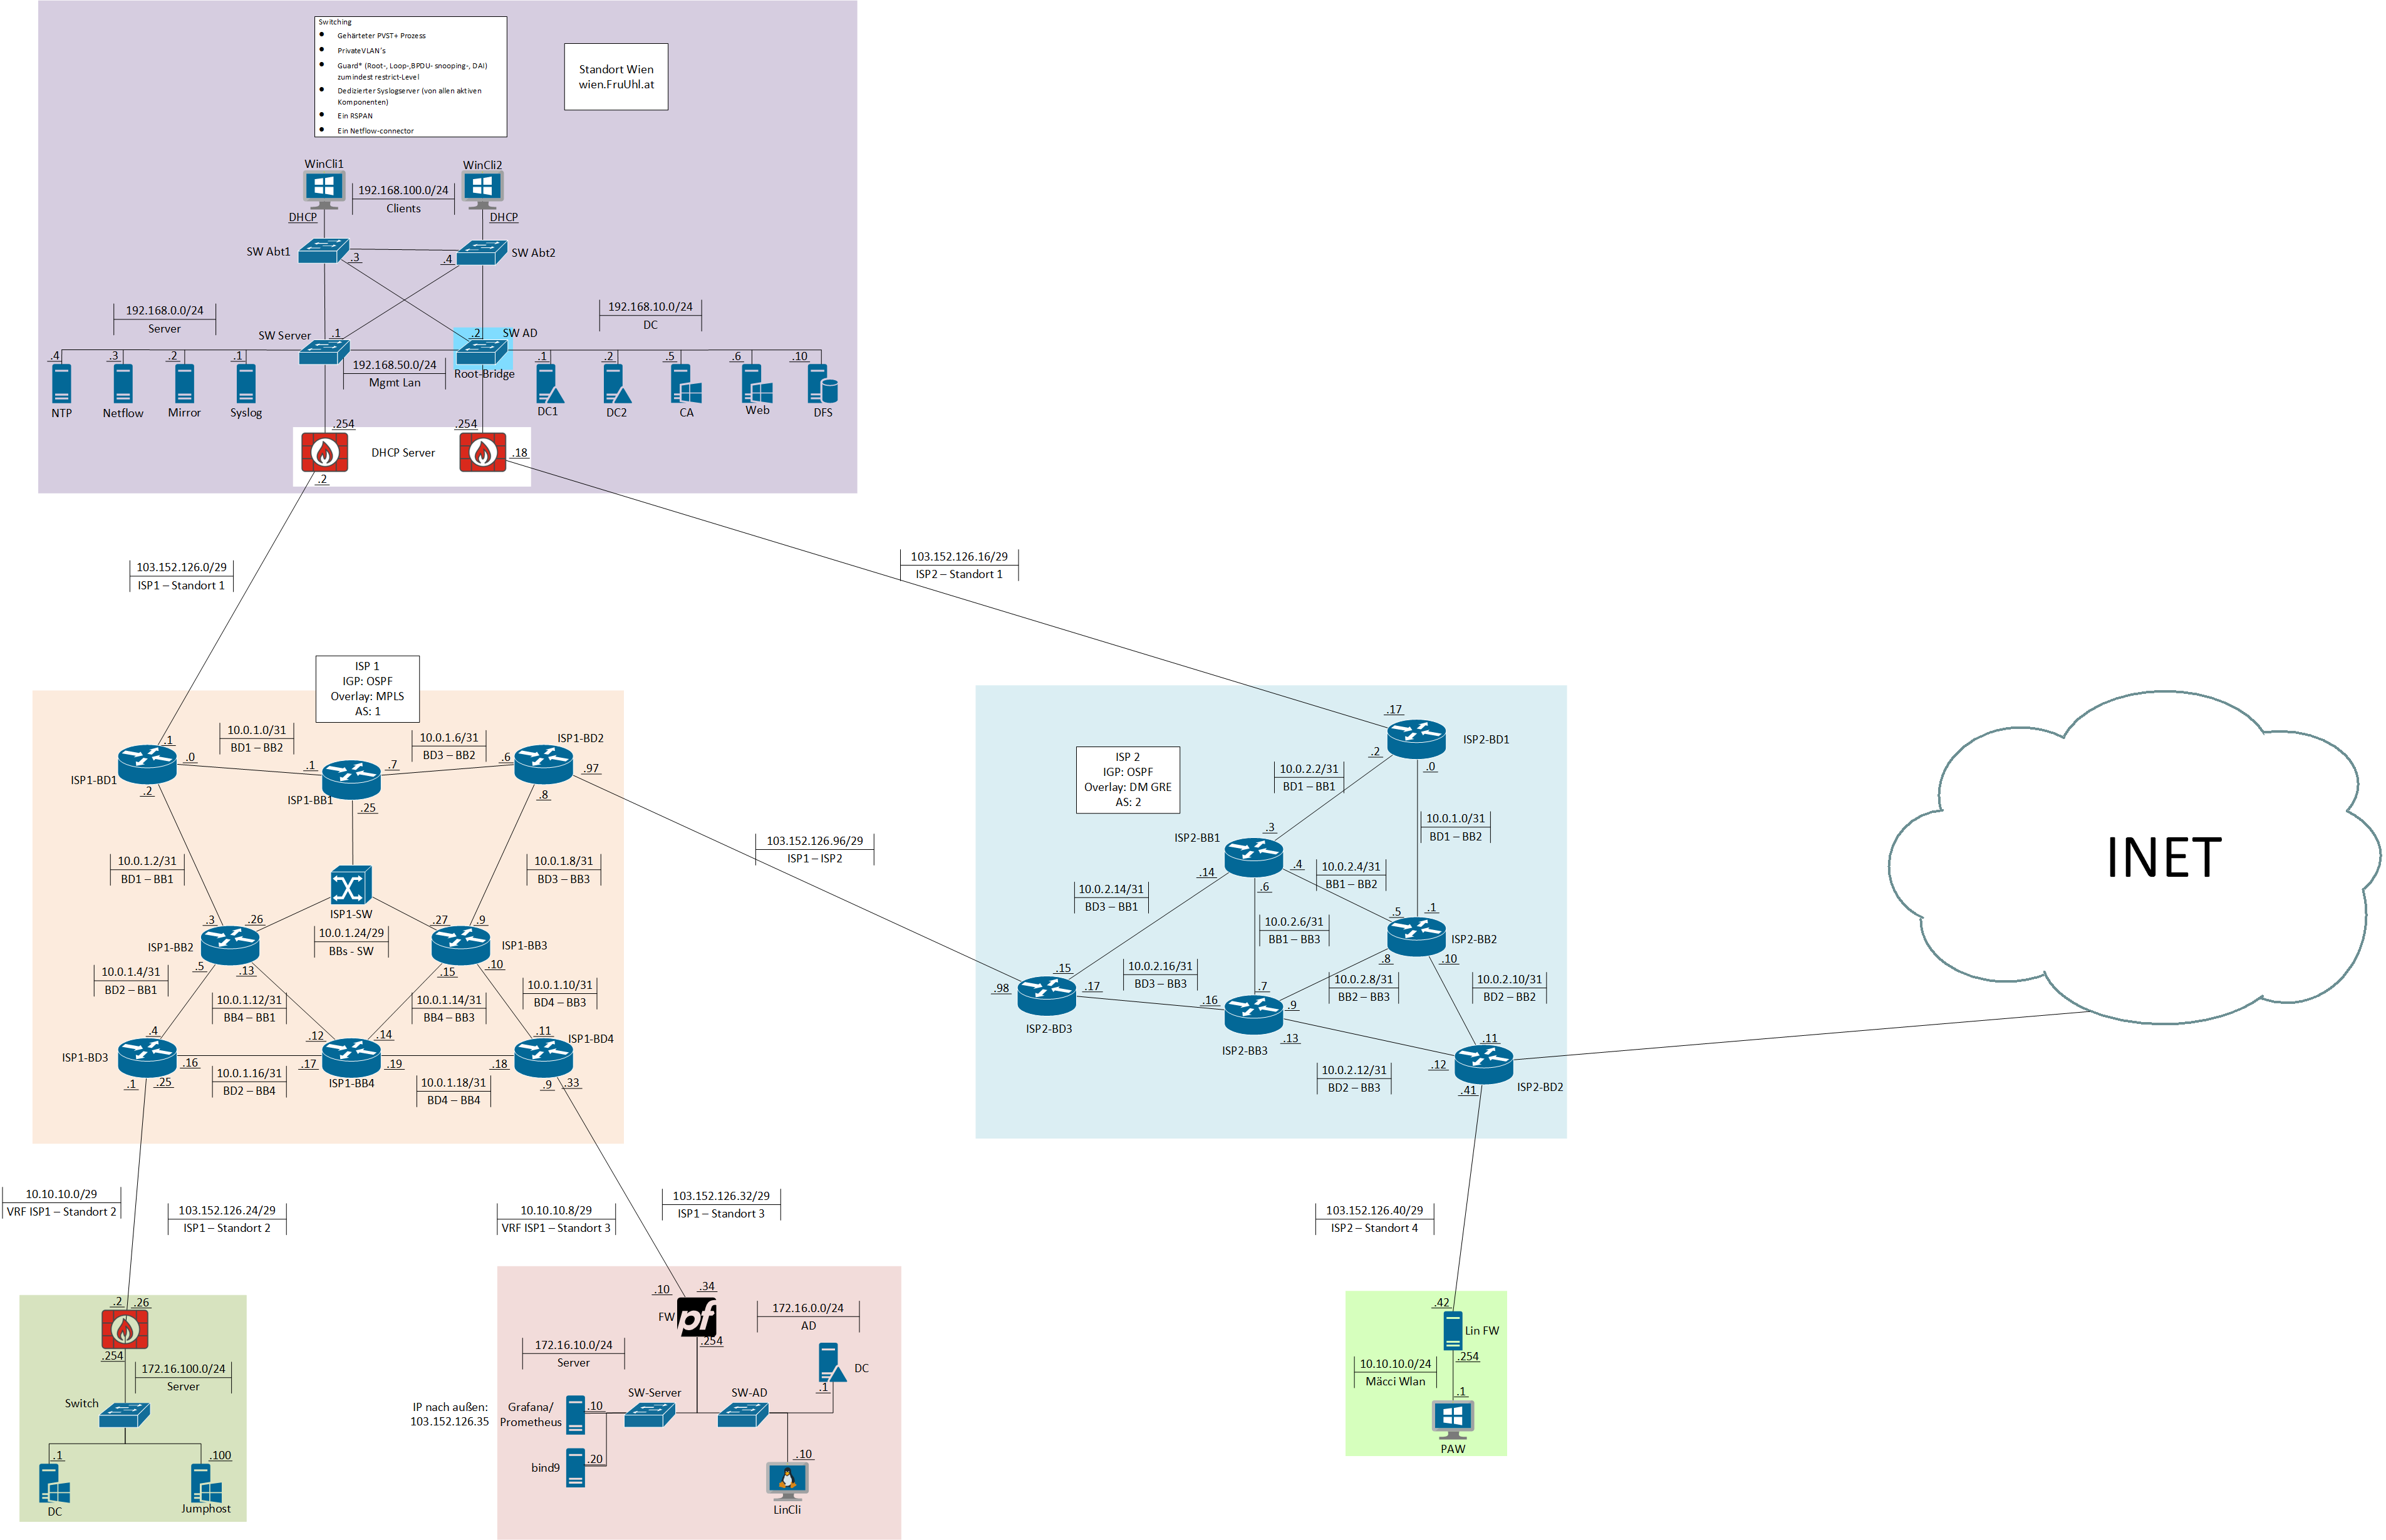 Switching
● Gehärteter PVST+ Prozess
● PrivateVLAN´s
● Guard* (Root-, Loop-,BPDU- snooping-, DAI)
zumindest restrict-Level
● Dedizierter Syslogserver (von allen aktiven
Komponenten)
● Ein RSPAN
● Ein Netflow-connector
Standort Wien
wien.FruUhl.at
WinCli1
WinCli2
192.168.100.0/24
Clients
DHCP
DHCP
SW Abt1
.3
.4
SW Abt2
192.168.0.0/24
Server
192.168.10.0/24
DC
SW Server
.1
.2
SW AD
.4
.3
.2
.1
192.168.50.0/24
Mgmt Lan
Root-Bridge
.1
.2
.5
.6
.10
NTP
Netflow
Mirror
Syslog
DC1
DC2
CA
Web
DFS
.254
.254
DHCP Server
.18
.2
103.152.126.0/29
ISP1 – Standort 1
103.152.126.16/29
ISP2 – Standort 1
ISP 1
IGP: OSPF
Overlay: MPLS
AS: 1
.1
.0
ISP1-BD1
.2
10.0.1.0/31
BD1 – BB2
.1
.7
ISP1-BB1
.25
10.0.1.6/31
BD3 – BB2
ISP1-BD2
.6
.97
.8
10.0.1.2/31
BD1 – BB1
10.0.1.8/31
BD3 – BB3
ISP1-SW
10.0.1.24/29
BBs - SW
.3
.26
ISP1-BB2
.5
.13
.27
.9
ISP1-BB3
.15
.10
10.0.1.4/31
BD2 – BB1
10.0.1.12/31
BB4 – BB1
10.0.1.14/31
BB4 – BB3
10.0.1.10/31
BD4 – BB3
.4
ISP1-BD3
.16
.1
.25
10.0.1.16/31
BD2 – BB4
.12
.14
.17
.19
ISP1-BB4
10.0.1.18/31
BD4 – BB4
.11
ISP1-BD4
.18
.9
.33
103.152.126.96/29
ISP1 – ISP2
ISP 2
IGP: OSPF
Overlay: DM GRE
AS: 2
.17
ISP2-BD1
.2
.0
10.0.2.2/31
BD1 – BB1
10.0.1.0/31
BD1 – BB2
ISP2-BB1
.3
.4
.14
.6
10.0.2.4/31
BB1 – BB2
10.0.2.14/31
BD3 – BB1
10.0.2.6/31
BB1 – BB3
.5
.1
ISP2-BB2
.8
.10
10.0.2.16/31
BD3 – BB3
10.0.2.8/31
BB2 – BB3
10.0.2.10/31
BD2 – BB2
.15
.98
.17
ISP2-BD3
.16
.7
.9
.13
ISP2-BB3
10.0.2.12/31
BD2 – BB3
.11
.12
.41
ISP2-BD2
INET
10.10.10.0/29
VRF ISP1 – Standort 2
103.152.126.24/29
ISP1 – Standort 2
10.10.10.8/29
VRF ISP1 – Standort 3
103.152.126.32/29
ISP1 – Standort 3
103.152.126.40/29
ISP2 – Standort 4
.2
.26
.254
172.16.100.0/24
Server
Switch
.1
.100
DC
Jumphost
.10
.34
FW
pf
.254
172.16.0.0/24
AD
172.16.10.0/24
Server
DC
.1
SW-Server
SW-AD
IP nach außen:
103.152.126.35
Grafana/
Prometheus
.10
bind9
.20
.10
LinCli
.42
Lin FW
.254
10.10.10.0/24
Mäcci Wlan
.1
PAW